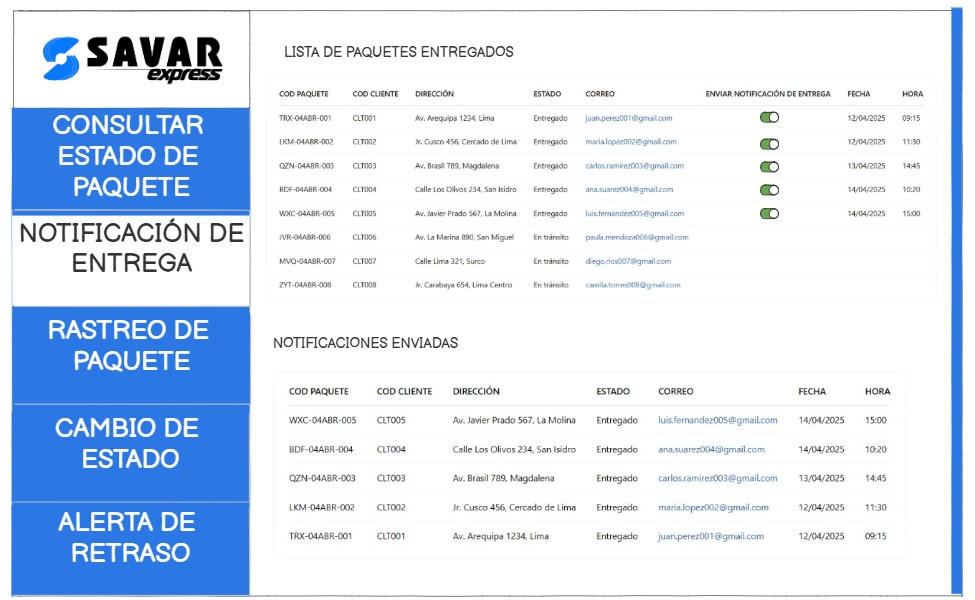 SAVAR
express
CONSULTAR
ESTADO DE
PAQUETE
NOTIFICACIÓN DE
ENTREGA
RASTREO DE
PAQUETE
CAMBIO DE
ESTADO
ALERTA DE
RETRASO
LISTA DE PAQUETES ENTREGADOS
COD PAQUETE COD CLIENTE DIRECCIÓN ESTADO CORREO ENVIAR NOTIFICACIÓN DE ENTREGA FECHA HORA
TRX-04ABR-001 CLT001 Av. Arequipa 1234, Lima Entregado juan.perez001@gmail.com 12/04/2025 09:15
LKM-04ABR-002 CLT002 Jr. Cusco 456, Cercado de Lima Entregado maria.lopez002@gmail.com 12/04/2025 11:30
QZN-04ABR-003 CLT003 Av. Brasil 789, Magdalena Entregado carlos.ramirez003@gmail.com 13/04/2025 14:45
BDF-04ABR-004 CLT004 Calle Los Olivos 234, San Isidro Entregado ana.suarez004@gmail.com 14/04/2025 10:20
WXC-04ABR-005 CLT005 Av. Javier Prado 567, La Molina Entregado luis.fernandez005@gmail.com 14/04/2025 15:00
JVR-04ABR-006 CLT006 Av. La Marina 890, San Miguel En tránsito paula.mendoza006@gmail.com
MVQ-04ABR-007 CLT007 Calle Lima 321, Surco En tránsito diego.rios007@gmail.com
ZYT-04ABR-008 CLT008 Jr. Carabaya 654, Lima Centro En tránsito camila.torres008@gmail.com
NOTIFICACIONES ENVIADAS
COD PAQUETE COD CLIENTE DIRECCIÓN ESTADO CORREO FECHA HORA
WXC-04ABR-005 CLT005 Av. Javier Prado 567, La Molina Entregado luis.fernandez005@gmail.com 14/04/2025 15:00
BDF-04ABR-004 CLT004 Calle Los Olivos 234, San Isidro Entregado ana.suarez004@gmail.com 14/04/2025 10:20
QZN-04ABR-003 CLT003 Av. Brasil 789, Magdalena Entregado carlos.ramirez003@gmail.com 13/04/2025 14:45
LKM-04ABR-002 CLT002 Jr. Cusco 456, Cercado de Lima Entregado maria.lopez002@gmail.com 12/04/2025 11:30
TRX-04ABR-001 CLT001 Av. Arequipa 1234, Lima Entregado juan.perez001@gmail.com 12/04/2025 09:15